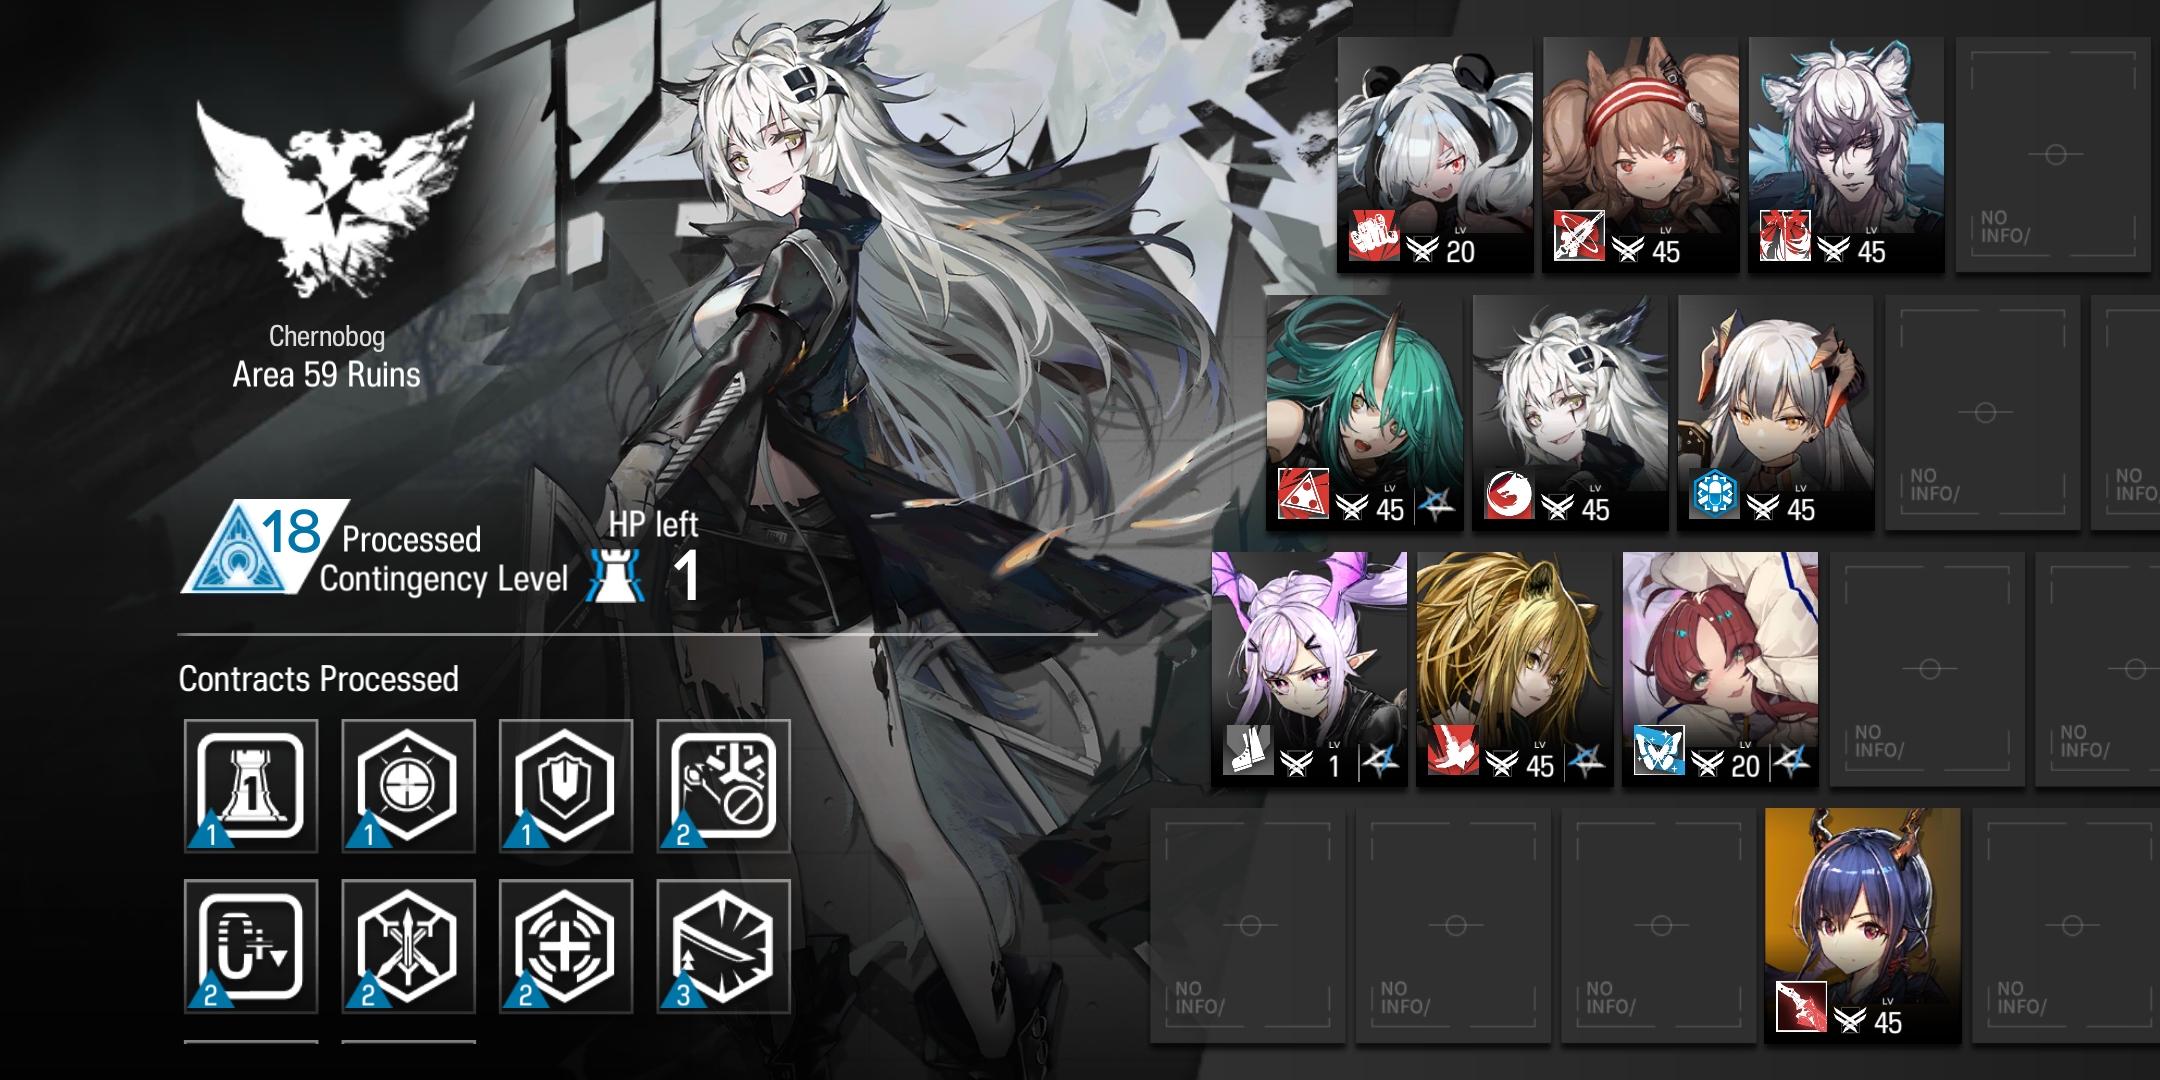 Chernobog
Area 59 Ruins
18
Processed
Contingency Level
HP left
1
Contracts Processed
1
1
1
1
2
2
2
2
3
LV
20
LV
45
LV
45
NO
INFO/
LV
45
LV
45
LV
45
NO
INFO/
NO
INFO/
LV
1
LV
45
LV
20
NO
INFO/
NO
INFO/
NO
INFO/
NO
INFO/
NO
INFO/
LV
45
NO
INFO/